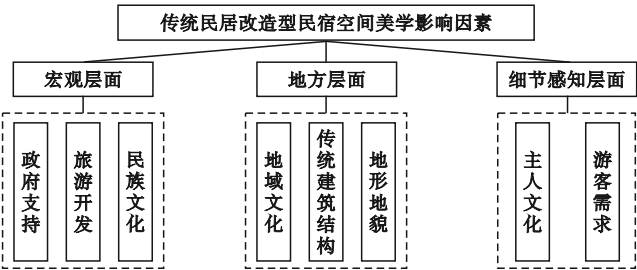 传统民居改造型民宿空间美学影响因素
宏观层面
地方层面
细节感知层面
政府支持
旅游开发
民族文化
地域文化
传统建筑结构
地形地貌
主人文化
游客需求